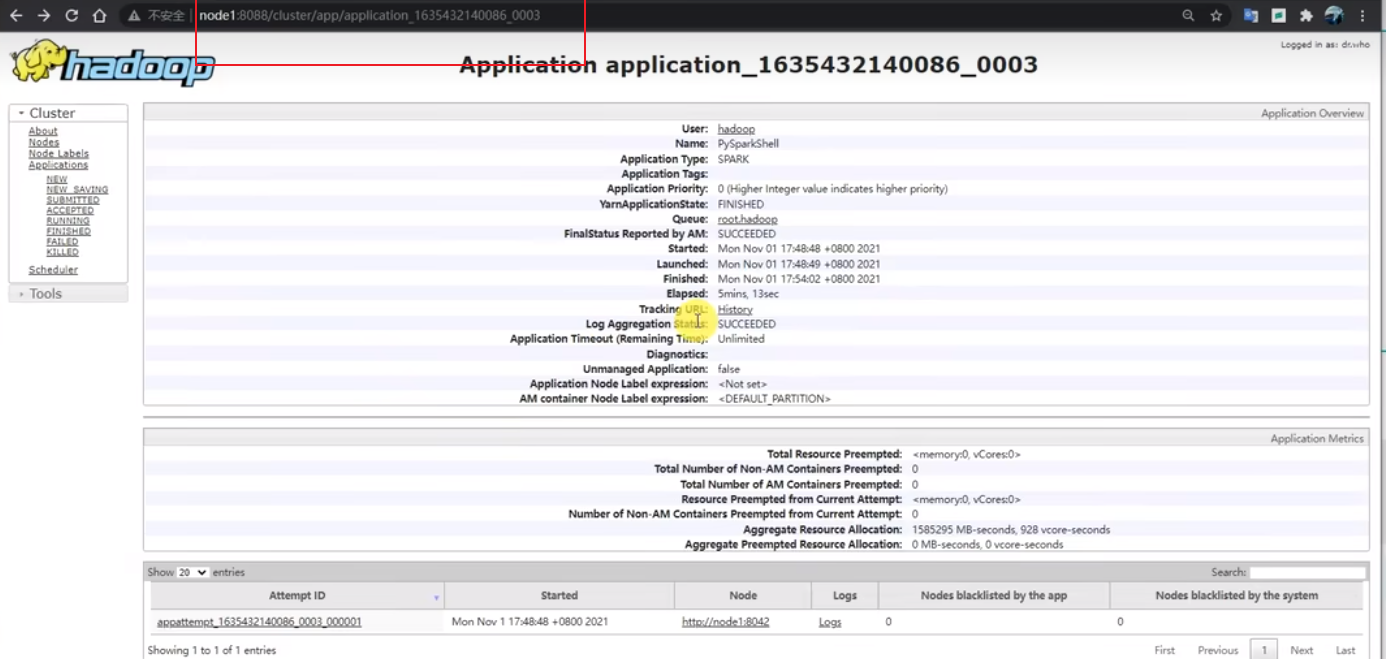 不安全 node1:8088/cluster/app/application_1635432140086_0003
Logged in as: dr.who
hadoop
Application application_1635432140086_0003
Cluster
About
Nodes
Node Labels
Applications
NEW
NEW_SAVING
SUBMITTED
ACCEPTED
RUNNING
FINISHED
FAILED
KILLED
Scheduler
Tools
Application Overview
User: hadoop
Name: PySparkShell
Application Type: SPARK
Application Tags:
Application Priority: 0 (Higher Integer value indicates higher priority)
YarnApplicationState: FINISHED
Queue: root.hadoop
FinalStatus Reported by AM: SUCCEEDED
Started: Mon Nov 01 17:48:48 +0800 2021
Launched: Mon Nov 01 17:48:49 +0800 2021
Finished: Mon Nov 01 17:54:02 +0800 2021
Elapsed: 5mins, 13sec
Tracking URL: History
Log Aggregation Status: SUCCEEDED
Application Timeout (Remaining Time): Unlimited
Diagnostics:
Unmanaged Application: false
Application Node Label expression: <Not set>
AM container Node Label expression: <DEFAULT_PARTITION>
Application Metrics
Total Resource Preempted: <memory:0, vCores:0>
Total Number of Non-AM Containers Preempted: 0
Total Number of AM Containers Preempted: 0
Resource Preempted from Current Attempt: <memory:0, vCores:0>
Number of Non-AM Containers Preempted from Current Attempt: 0
Aggregate Resource Allocation: 1585295 MB-seconds, 928 vcore-seconds
Aggregate Preempted Resource Allocation: 0 MB-seconds, 0 vcore-seconds
Show 20 entries Search:
Attempt ID Started Node Logs Nodes blacklisted by the app Nodes blacklisted by the system
appattempt_1635432140086_0003_000001 Mon Nov 1 17:48:48 +0800 2021 http://node1:8042 Logs 0 0
Showing 1 to 1 of 1 entries First Previous 1 Next Last